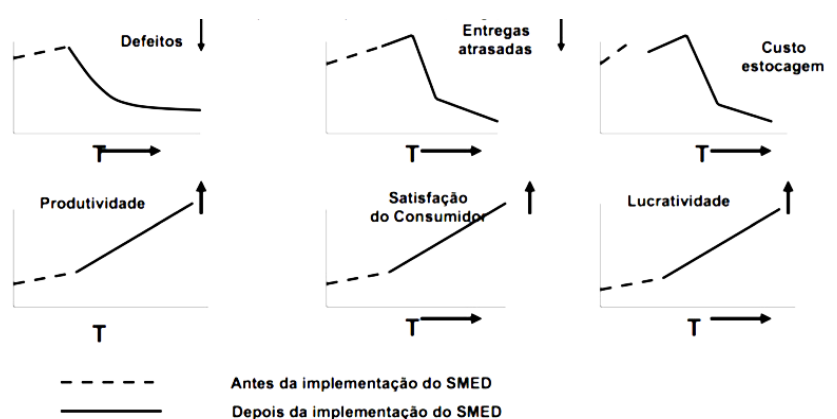 Defeitos
Entregas
atrasadas
Custo
estocagem
T
T
T
Produtividade
Satisfação
do Consumidor
Lucratividade
T
T
T
Antes da implementação do SMED
Depois da implementação do SMED